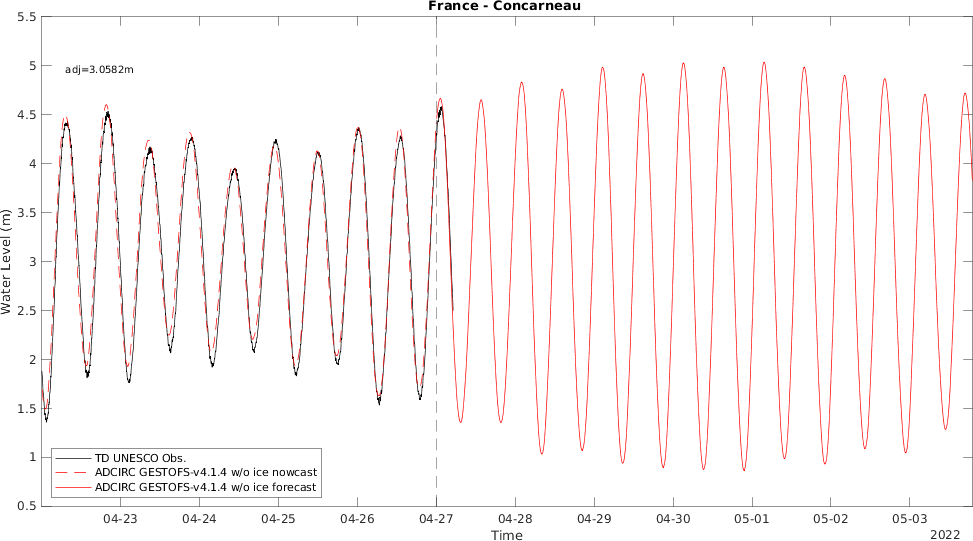 France - Concarneau
5.5
5
4.5
4
3.5
3
2.5
2
1.5
1
0.5
Water Level (m)
adj=3.0582m
TD UNESCO Obs.
ADCIRC GESTOFS-v4.1.4 w/o ice nowcast
ADCIRC GESTOFS-v4.1.4 w/o ice forecast
04-23 04-24 04-25 04-26 04-27 04-28 04-29 04-30 05-01 05-02 05-03
Time
2022